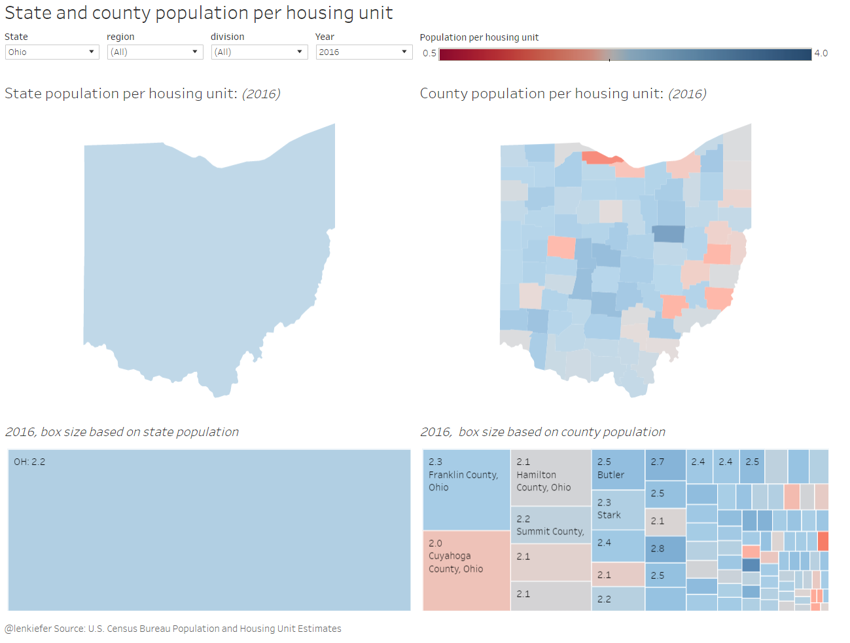 State and county population per housing unit
State region division Year
Ohio (All) (All) 2016
Population per housing unit
0.5 4.0
State population per housing unit: (2016)
County population per housing unit: (2016)
2016, box size based on state population
OH: 2.2
2016, box size based on county population
2.3
Franklin County,
Ohio
2.0
Cuyahoga
County, Ohio
2.1
Hamilton
County, Ohio
2.2
Summit County,
2.1
2.1
2.5
Butler
2.3
Stark
2.4
2.1
2.2
2.7
2.5
2.1
2.8
2.5
2.4 2.4 2.5
@lenkiefer Source: U.S. Census Bureau Population and Housing Unit Estimates